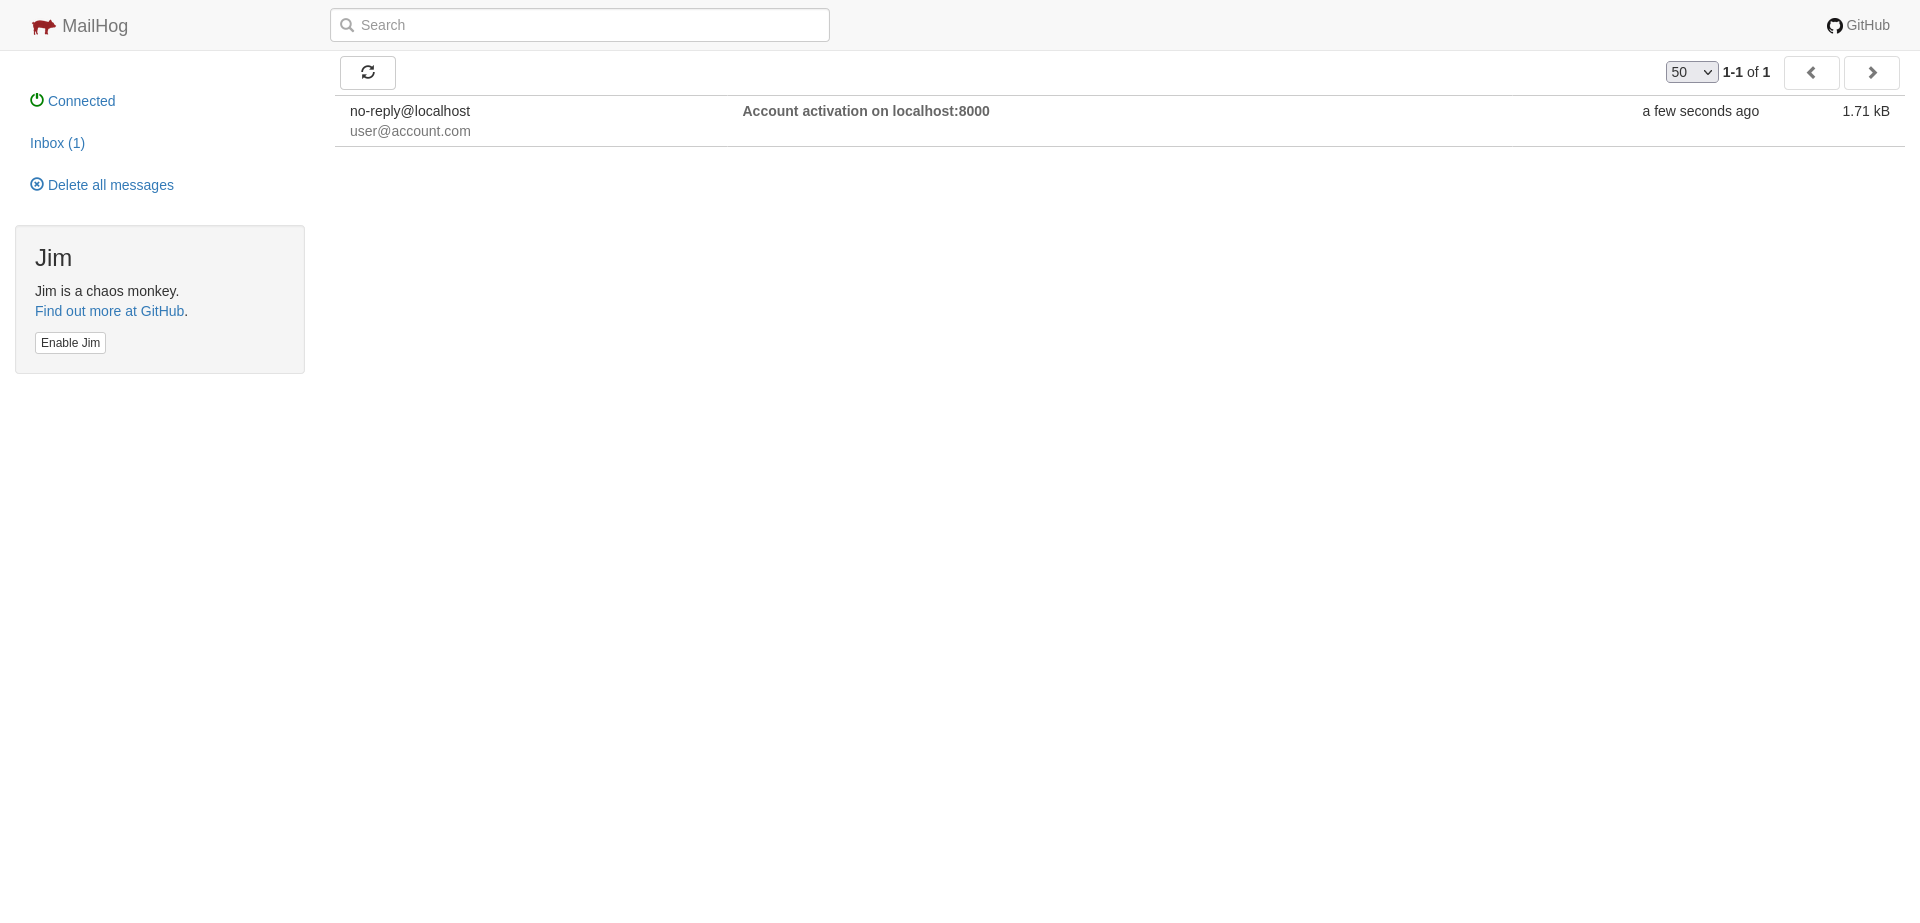 MailHog
Search
GitHub
Connected
Inbox (1)
Delete all messages
Jim
Jim is a chaos monkey.
Find out more at GitHub.
Enable Jim
50 1-1 of 1
no-reply@localhost Account activation on localhost:8000 a few seconds ago 1.71 kB
user@account.com